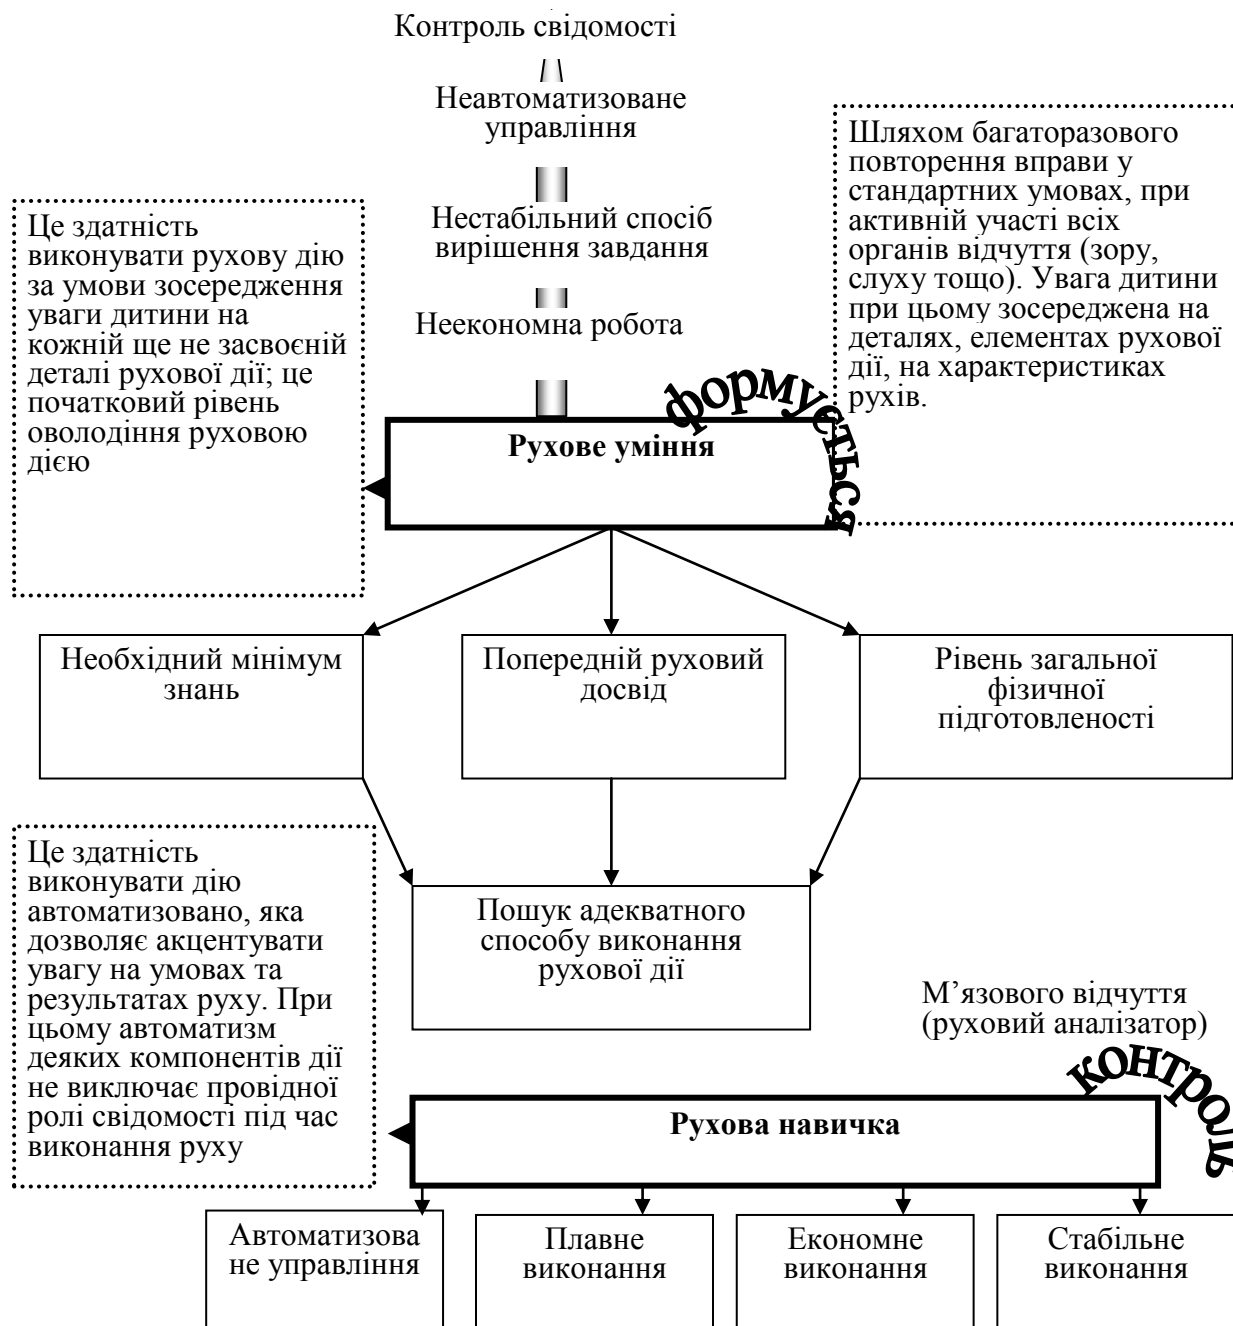 Контроль свідомості
Неавтоматизоване
управління
Нестабільний спосіб
вирішення завдання
Неекономна робота
Це здатність
виконувати рухову дію
за умови зосередження
уваги дитини на
кожній ще не засвоєній
деталі рухової дії; це
початковий рівень
оволодіння руховою
дією
Шляхом багаторазового
повторення вправи у
стандартних умовах, при
активній участі всіх
органів відчуття (зору,
слуху тощо). Увага дитини
при цьому зосереджена на
деталях, елементах рухової
дії, на характеристиках
рухів.
формується
Рухове уміння
Необхідний мінімум
знань
Попередній руховий
досвід
Рівень загальної
фізичної
підготовленості
Це здатність
виконувати дію
автоматизовано, яка
дозволяє акцентувати
увагу на умовах та
результатах руху. При
цьому автоматизм
деяких компонентів дії
не виключає провідної
ролі свідомості під час
виконання руху
Пошук адекватного
способу виконання
рухової дії
М’язового відчуття
(руховий аналізатор)
контроль
Рухова навичка
Автоматизова
не управління
Плавне
виконання
Економне
виконання
Стабільне
виконання